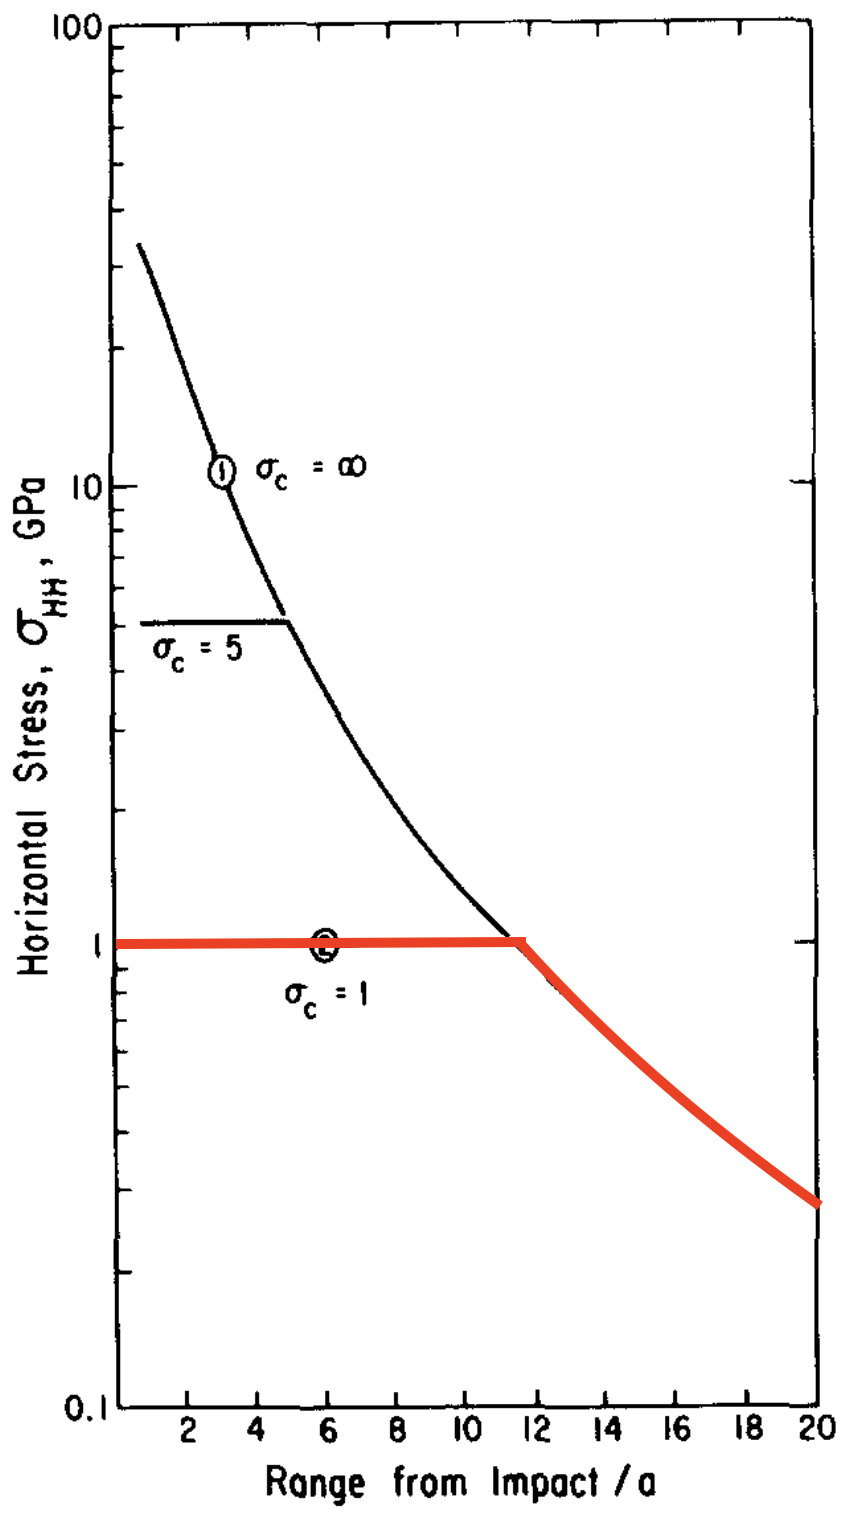 100
10
1
0.1
Horizontal Stress, σHH, GPa
① σc = ∞
σc = 5
σc = 1
2 4 6 8 10 12 14 16 18 20
Range from Impact / a